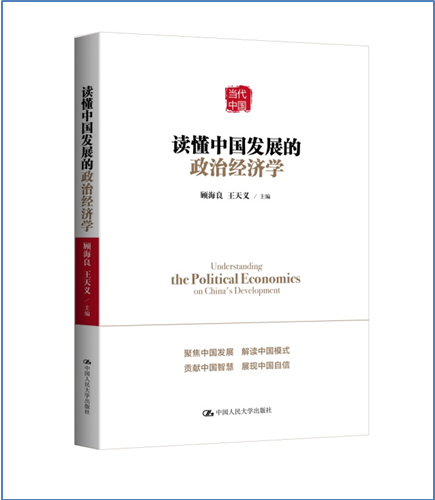 读懂中国发展的政治经济学
顾海良 王天义 / 主编
中国人民大学出版社
当代
中国
读懂中国发展的
政治经济学
顾海良 王天义 / 主编
Understanding
the Political Economics
on China's Development
聚焦中国发展 解读中国模式
贡献中国智慧 展现中国自信
中国人民大学出版社